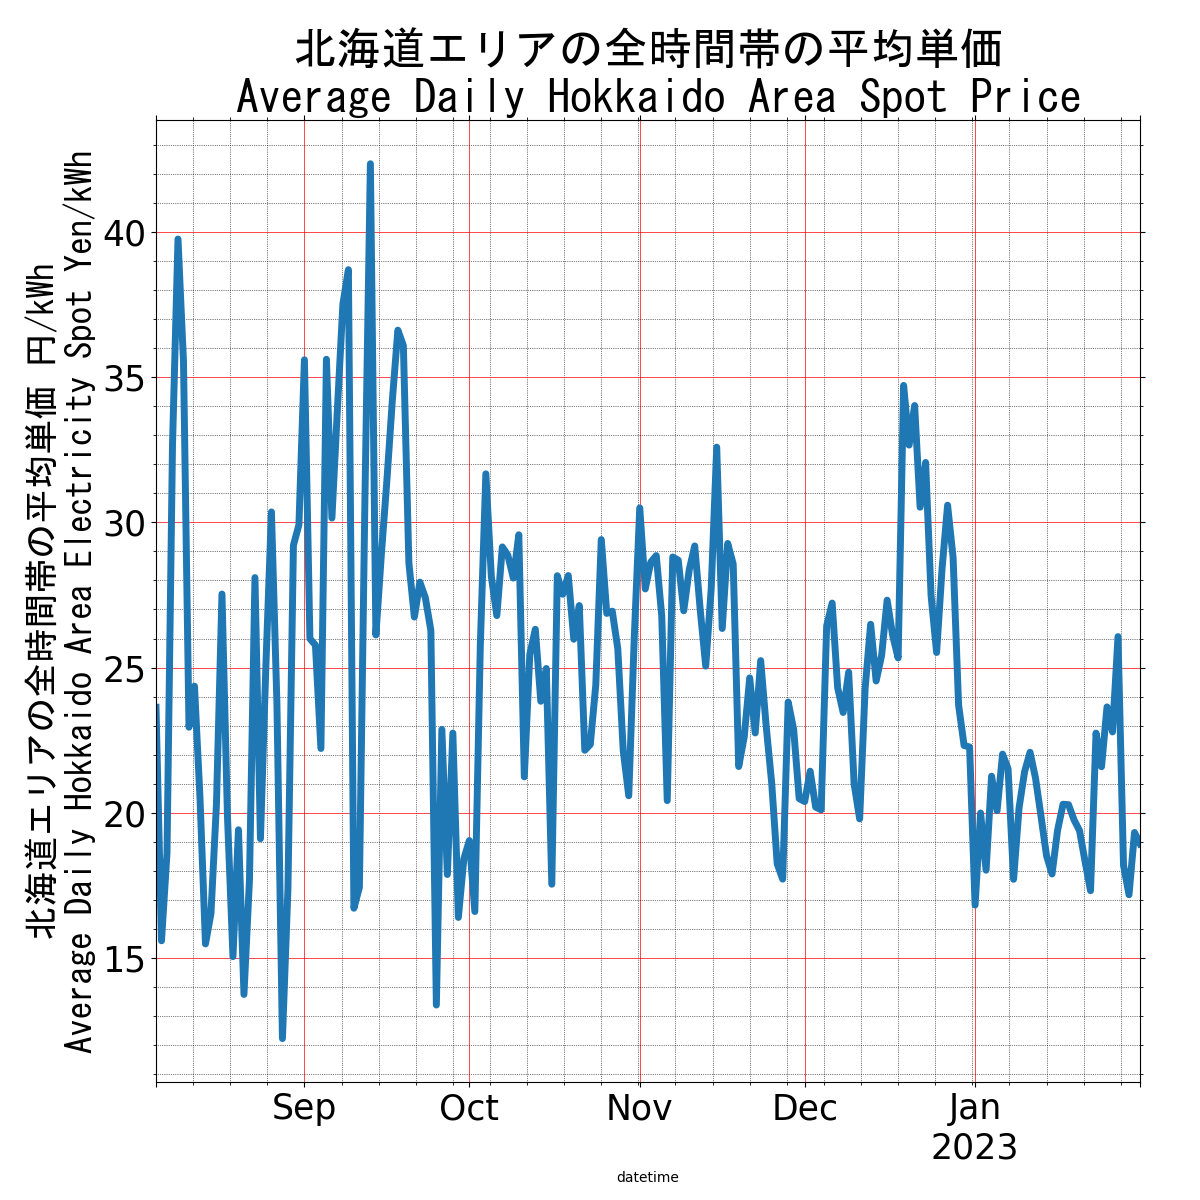 北海道エリアの全時間帯の平均単価
Average Daily Hokkaido Area Spot Price
北海道エリアの全時間帯の平均単価 円/kWh
Average Daily Hokkaido Area Electricity Spot Yen/kWh
40
35
30
25
20
15
Sep Oct Nov Dec Jan
2023
datetime